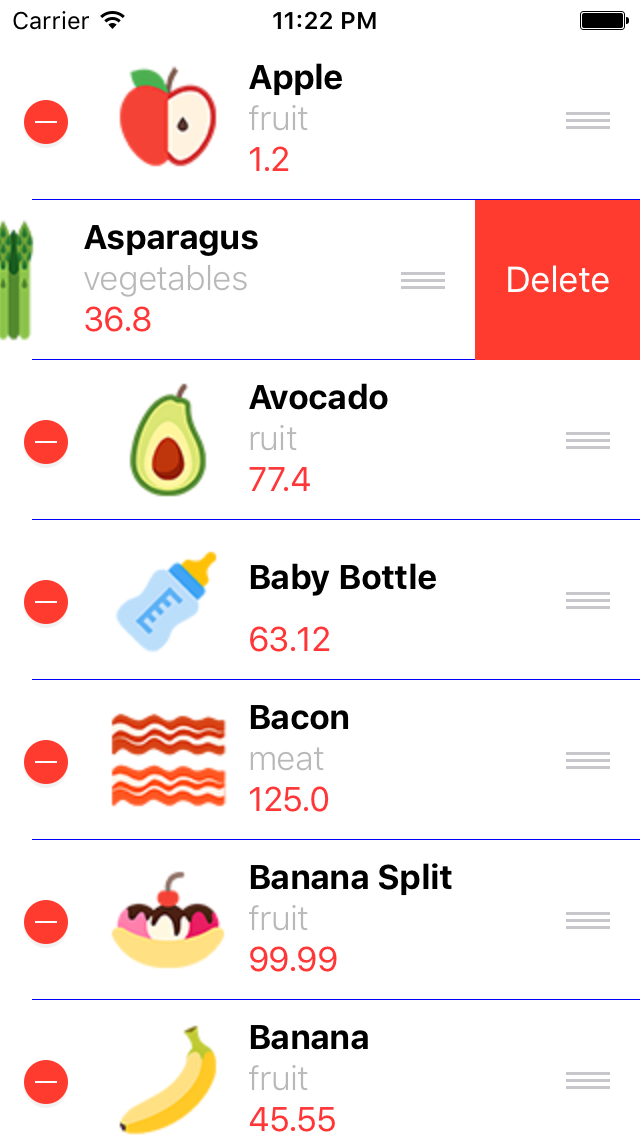 Carrier 11:22 PM
Apple
fruit
1.2
Asparagus
vegetables
36.8
Delete
Avocado
ruit
77.4
Baby Bottle
63.12
Bacon
meat
125.0
Banana Split
fruit
99.99
Banana
fruit
45.55